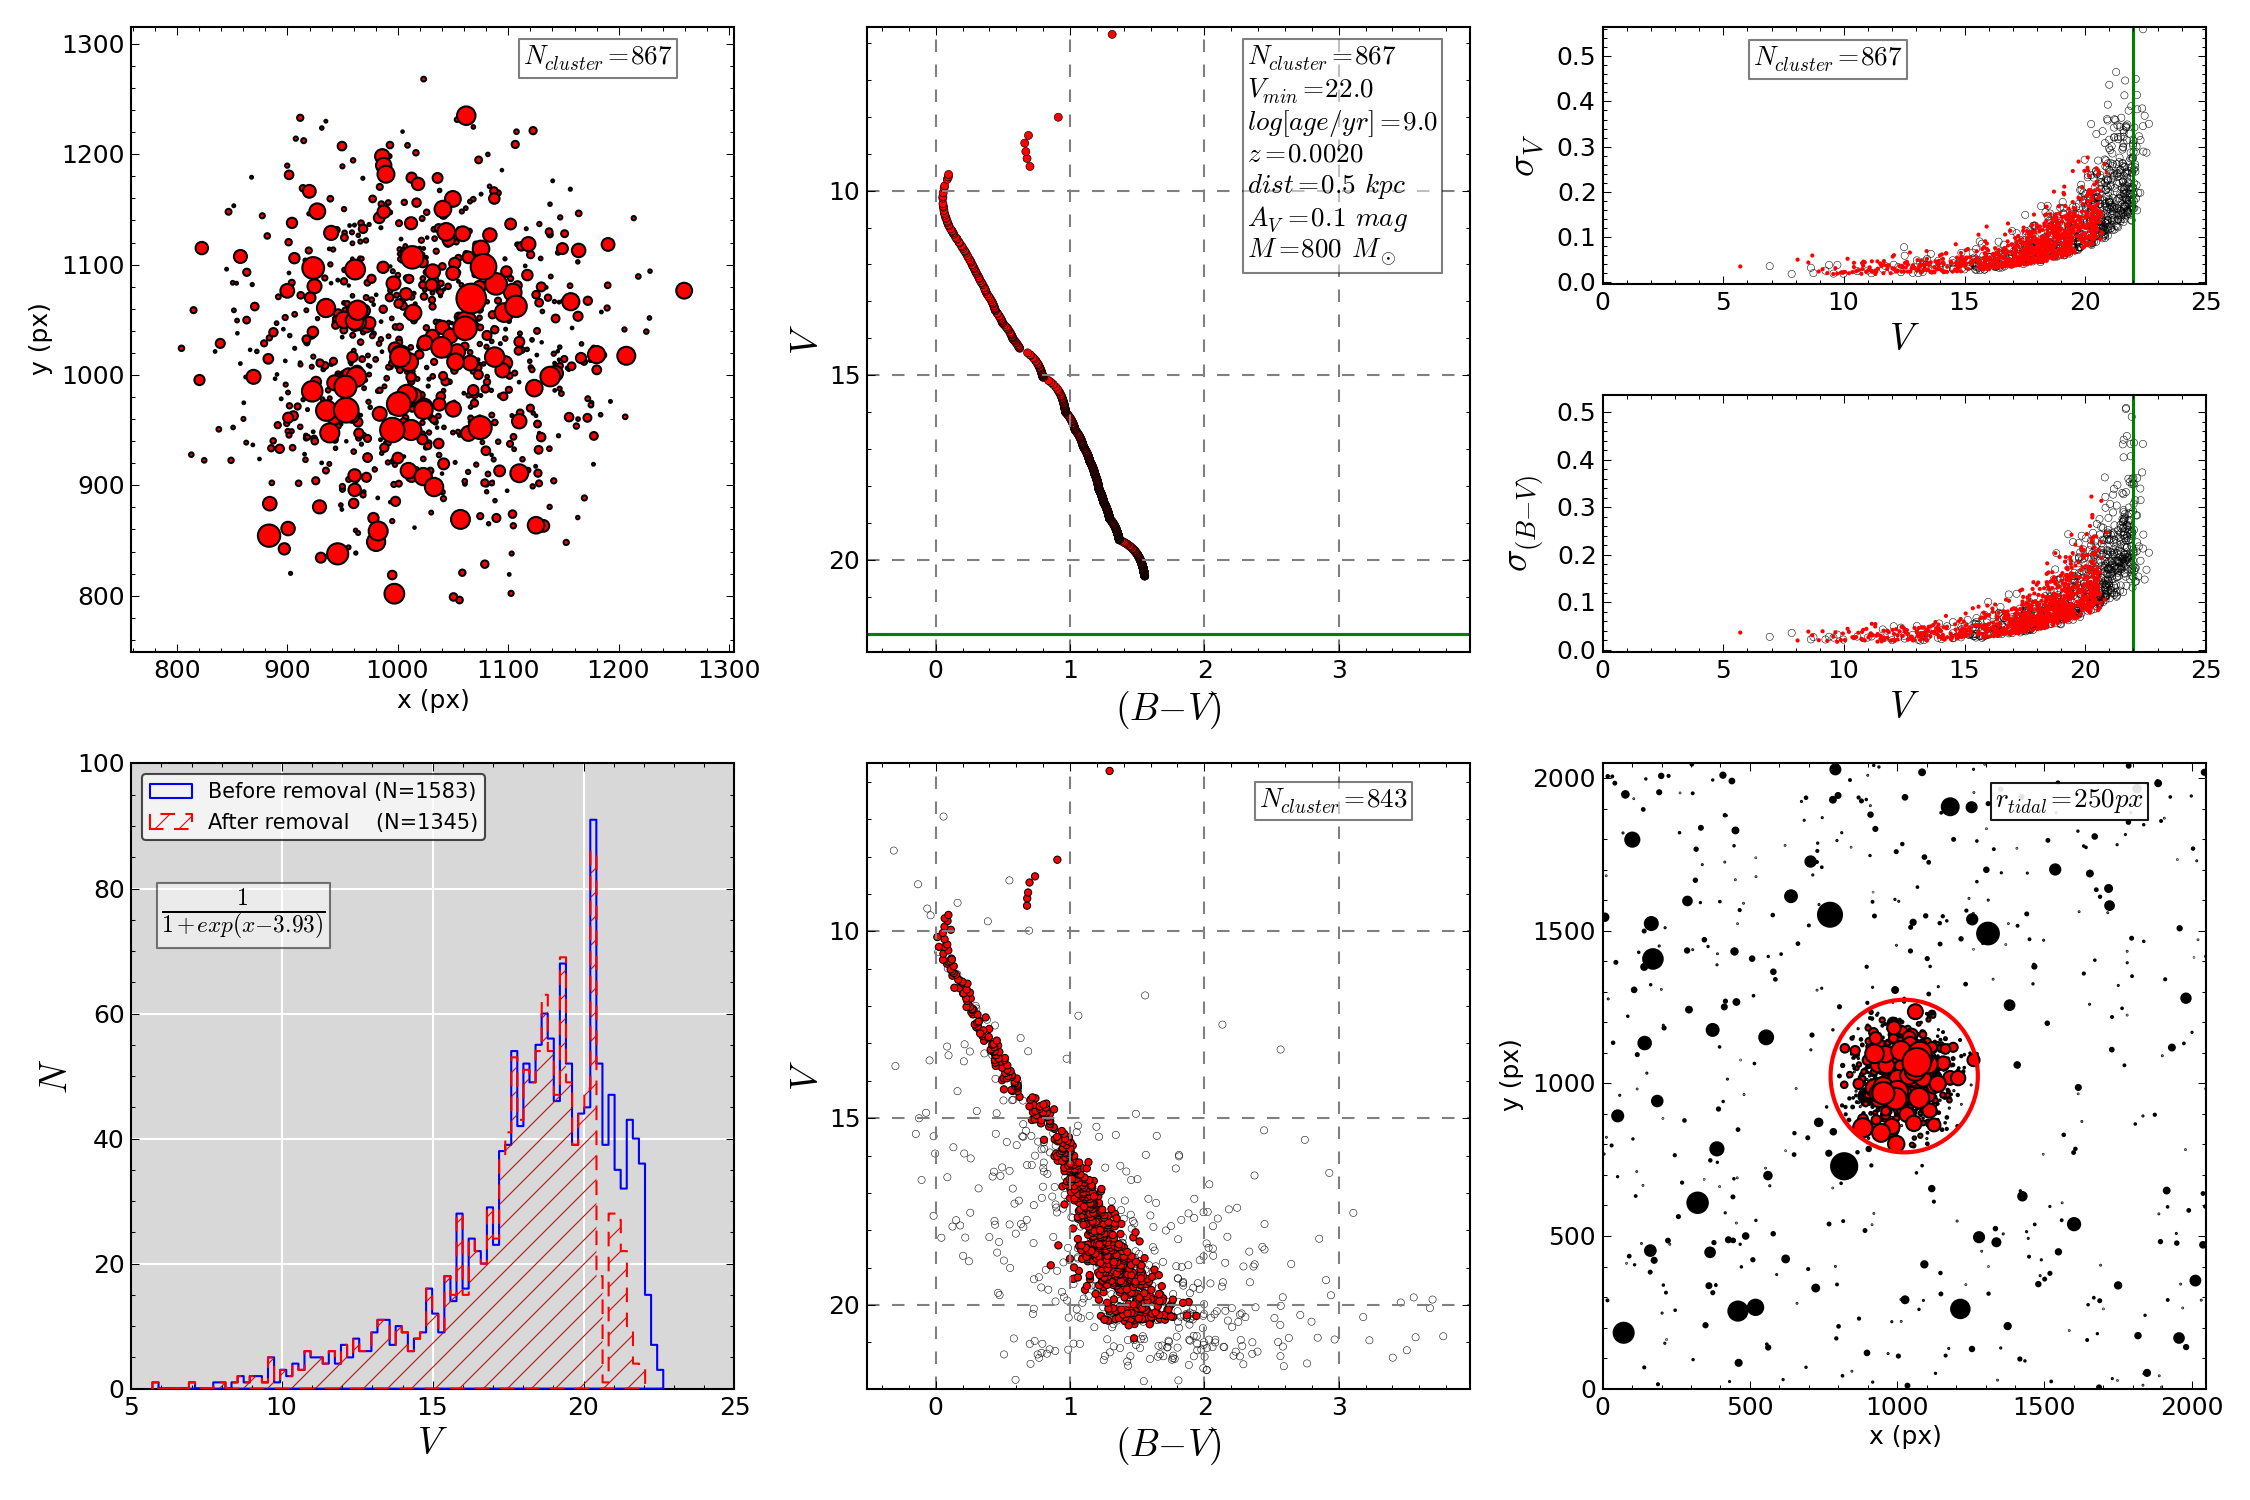 1300
1200
1100
1000
900
800
y (px)
800 900 1000 1100 1200 1300
x (px)
N_cluster = 867
10
15
20
V
0 1 2 3
(B−V)
N_cluster = 867
V_min = 22.0
log[age/yr] = 9.0
z = 0.0020
dist = 0.5 kpc
A_V = 0.1 mag
M = 800 M_⊙
0.5
0.4
0.3
0.2
0.1
0.0
σ_V
0 5 10 15 20 25
V
N_cluster = 867
0.5
0.4
0.3
0.2
0.1
0.0
σ_(B−V)
0 5 10 15 20 25
V
100
80
60
40
20
0
N
5 10 15 20 25
V
Before removal (N=1583)
After removal (N=1345)
1
1+exp(x−3.93)
10
15
20
V
0 1 2 3
(B−V)
N_cluster = 843
2000
1500
1000
500
0
y (px)
0 500 1000 1500 2000
x (px)
r_tidal = 250px